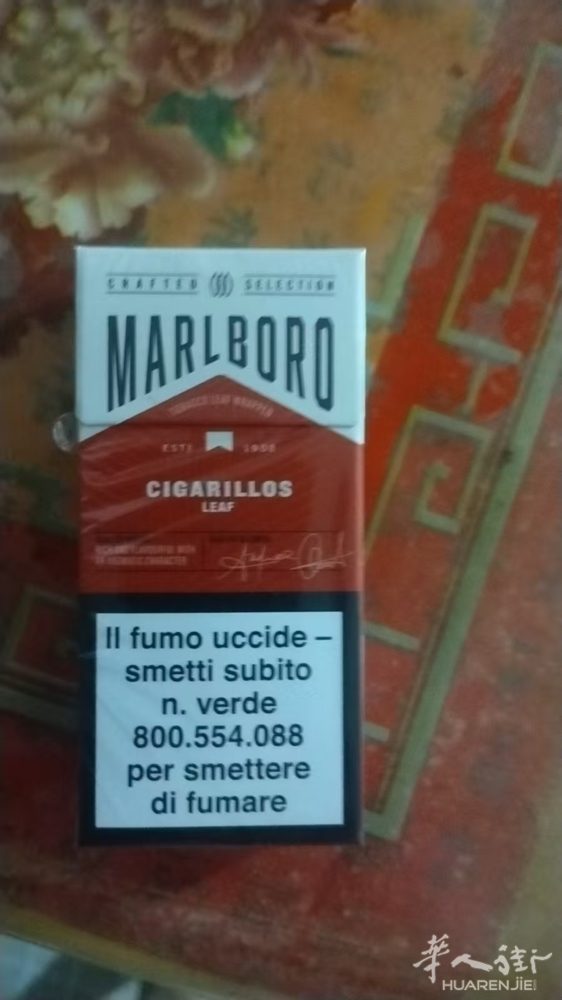 CRAFTED SELECTION
MARLBORO
TOBACCO LEAF WRAPPER
ESTD 1908
CIGARILLOS
LEAF
Il fumo uccide –
smetti subito
n. verde
800.554.088
per smettere
di fumare
华人街
HUARENJIE